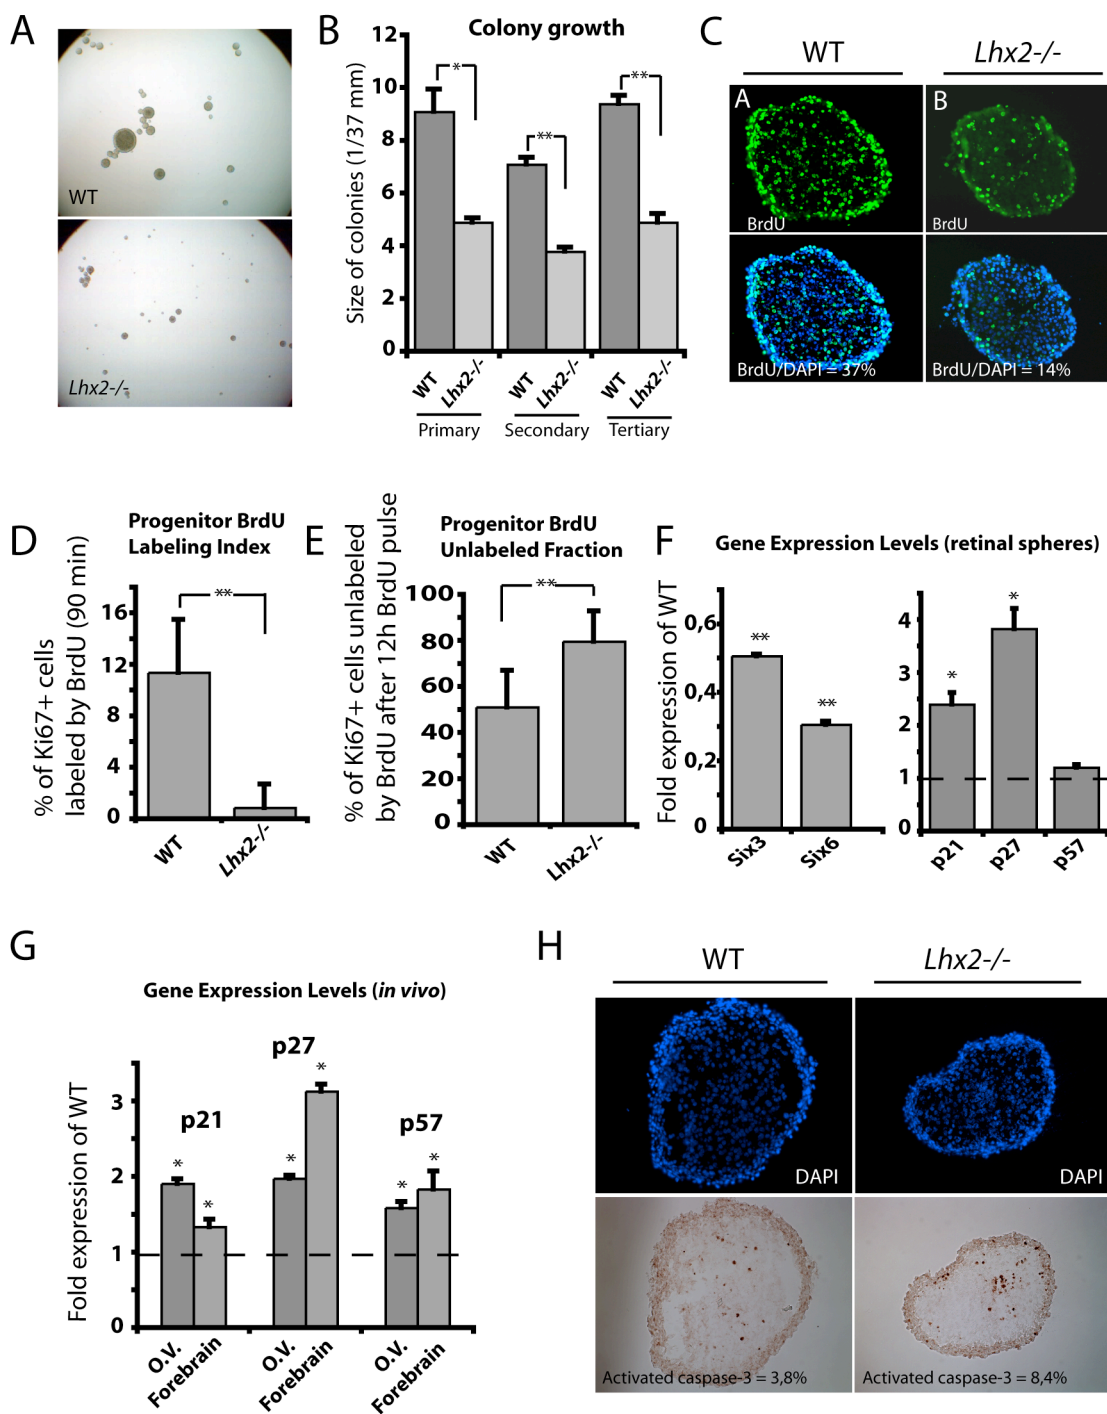 A
WT
Lhx2-/-
B
Colony growth
Size of colonies (1/37 mm)
12
10
8
6
4
2
0
*
**
**
WT
Lhx2-/-
WT
Lhx2-/-
WT
Lhx2-/-
Primary
Secondary
Tertiary
C
WT
Lhx2-/-
A
BrdU
B
BrdU
BrdU/DAPI = 37%
BrdU/DAPI = 14%
D
Progenitor BrdU
Labeling Index
% of Ki67+ cells
labeled by BrdU (90 min)
16
12
8
4
0
**
WT
Lhx2-/-
E
Progenitor BrdU
Unlabeled Fraction
% of Ki67+ cells unlabeled
by BrdU after 12h BrdU pulse
100
80
60
40
20
0
**
WT
Lhx2-/-
F
Gene Expression Levels (retinal spheres)
Fold expression of WT
0,6
0,4
0,2
0
**
**
Six3
Six6
4
3
2
1
0
*
*
p21
p27
p57
G
Gene Expression Levels (in vivo)
Fold expression of WT
3
2
1
0
p21
p27
p57
*
*
*
*
*
*
O.V.
Forebrain
O.V.
Forebrain
O.V.
Forebrain
H
WT
Lhx2-/-
DAPI
DAPI
Activated caspase-3 = 3,8%
Activated caspase-3 = 8,4%